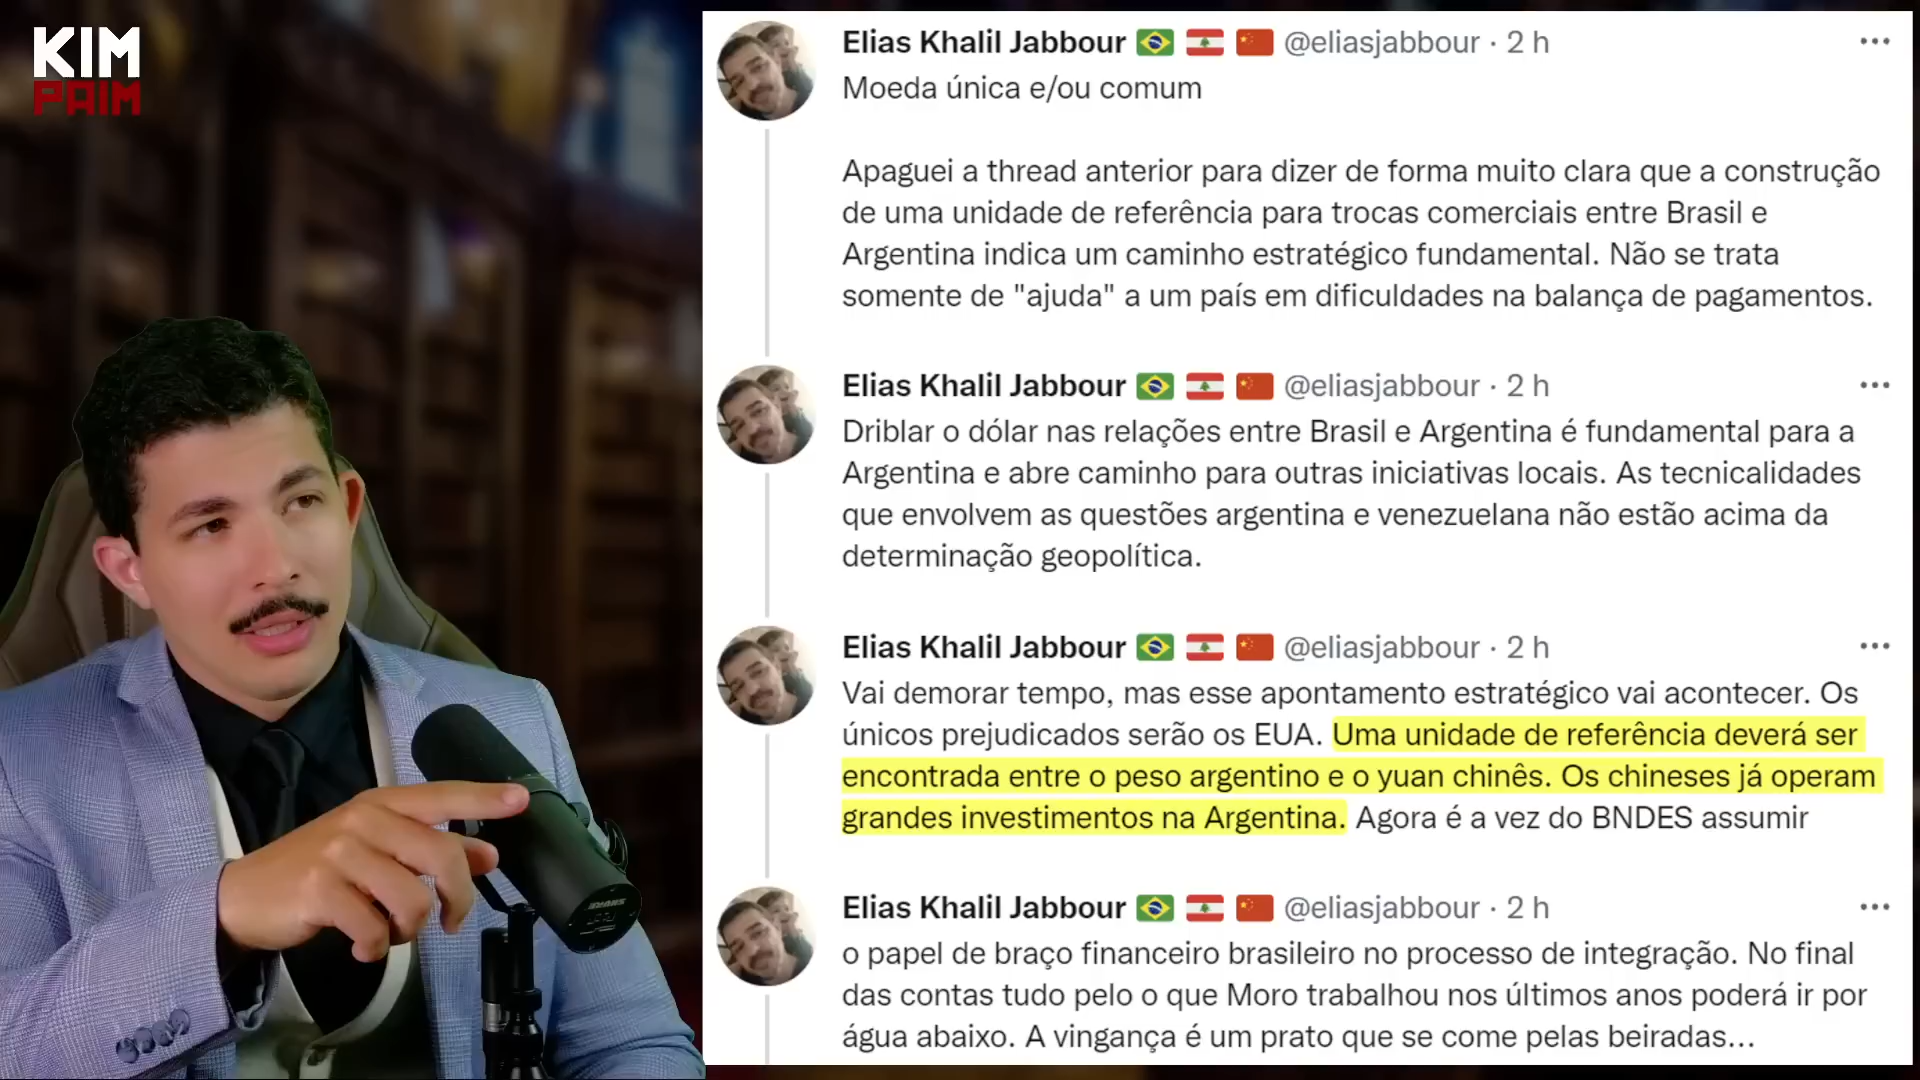 KIM
PAIM
Elias Khalil Jabbour @eliasjabbour · 2 h
Moeda única e/ou comum
Apaguei a thread anterior para dizer de forma muito clara que a construção
de uma unidade de referência para trocas comerciais entre Brasil e
Argentina indica um caminho estratégico fundamental. Não se trata
somente de "ajuda" a um país em dificuldades na balança de pagamentos.
Elias Khalil Jabbour @eliasjabbour · 2 h
Driblar o dólar nas relações entre Brasil e Argentina é fundamental para a
Argentina e abre caminho para outras iniciativas locais. As tecnicalidades
que envolvem as questões argentina e venezuelana não estão acima da
determinação geopolítica.
Elias Khalil Jabbour @eliasjabbour · 2 h
Vai demorar tempo, mas esse apontamento estratégico vai acontecer. Os
únicos prejudicados serão os EUA. Uma unidade de referência deverá ser
encontrada entre o peso argentino e o yuan chinês. Os chineses já operam
grandes investimentos na Argentina. Agora é a vez do BNDES assumir
Elias Khalil Jabbour @eliasjabbour · 2 h
o papel de braço financeiro brasileiro no processo de integração. No final
das contas tudo pelo o que Moro trabalhou nos últimos anos poderá ir por
água abaixo. A vingança é um prato que se come pelas beiradas...